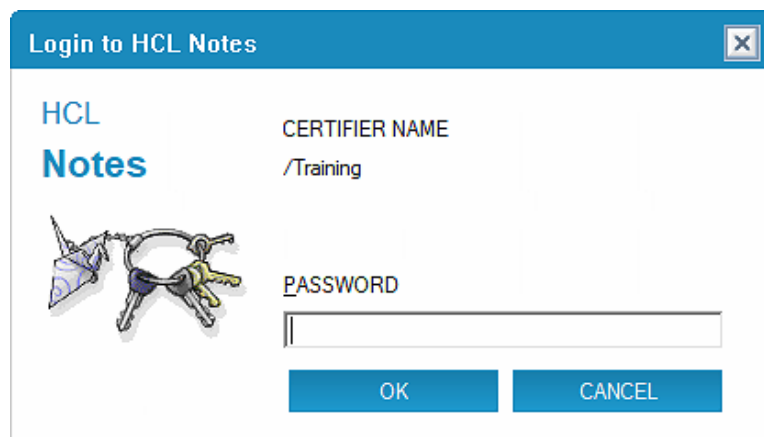 Login to HCL Notes
HCL
Notes
CERTIFIER NAME
/Training
PASSWORD
OK
CANCEL